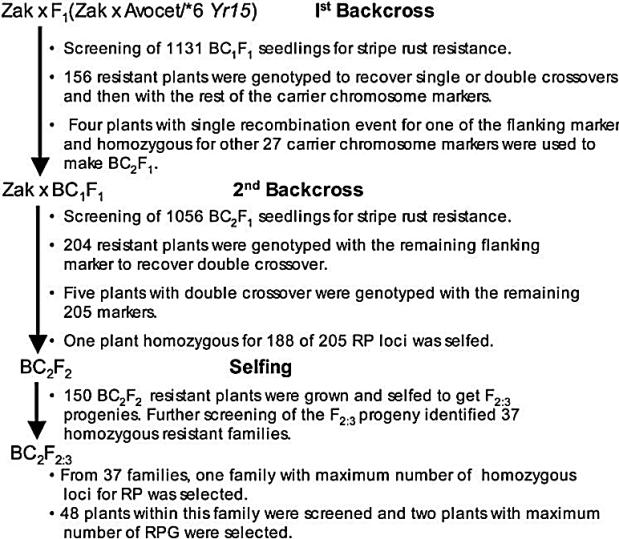 Zak x F₁(Zak x Avocet/*6 Yr15) Iˢᵗ Backcross
• Screening of 1131 BC₁F₁ seedlings for stripe rust resistance.
• 156 resistant plants were genotyped to recover single or double crossovers
and then with the rest of the carrier chromosome markers.
• Four plants with single recombination event for one of the flanking marker
and homozygous for other 27 carrier chromosome markers were used to
make BC₂F₁.
Zak x BC₁F₁ 2ⁿᵈ Backcross
• Screening of 1056 BC₂F₁ seedlings for stripe rust resistance.
• 204 resistant plants were genotyped with the remaining flanking
marker to recover double crossover.
• Five plants with double crossover were genotyped with the remaining
205 markers.
• One plant homozygous for 188 of 205 RP loci was selfed.
BC₂F₂ Selfing
• 150 BC₂F₂ resistant plants were grown and selfed to get F₂:₃
progenies. Further screening of the F₂:₃ progeny identified 37
homozygous resistant families.
BC₂F₂:₃
• From 37 families, one family with maximum number of homozygous
loci for RP was selected.
• 48 plants within this family were screened and two plants with maximum
number of RPG were selected.